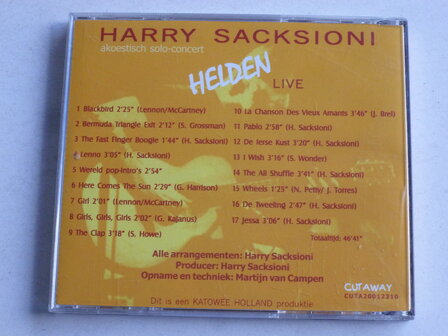 HARRY SACKSIONI
akoestisch solo-concert
HELDEN
LIVE
1 Blackbird 2'25" (Lennon/McCartney)
2 Bermuda Triangle Exit 2'12" (S. Grossman)
3 The Fast Finger Boogie 1'44" (H. Sacksioni)
4 Lenno 3'05" (H. Sacksioni)
5 Wereld pop-intro's 2'54"
6 Here Comes The Sun 2'29" (G. Harrison)
7 Girl 2'01" (Lennon/McCartney)
8 Girls, Girls, Girls 2'02" (G. Kajanus)
9 The Clap 3'18" (S. Howe)
10 La Chanson Des Vieux Amants 3'46" (J. Brel)
11 Pablo 2'58" (H. Sacksioni)
12 De Ierse Kust 3'20" (H. Sacksioni)
13 I Wish 3'16" (S. Wonder)
14 The All Shuffle 3'41" (H. Sacksioni)
15 Wheels 1'25" (N. Petty/ J. Torres)
16 De Tweeling 2'47" (H. Sacksioni)
17 Jessa 3'06" (H. Sacksioni)
Totaaltijd: 46'41"
Alle arrangementen: Harry Sacksioni
Producer: Harry Sacksioni
Opname en techniek: Martijn van Campen
CUTAWAY
CUTA20012210
Dit is een KATOWEE HOLLAND produktie